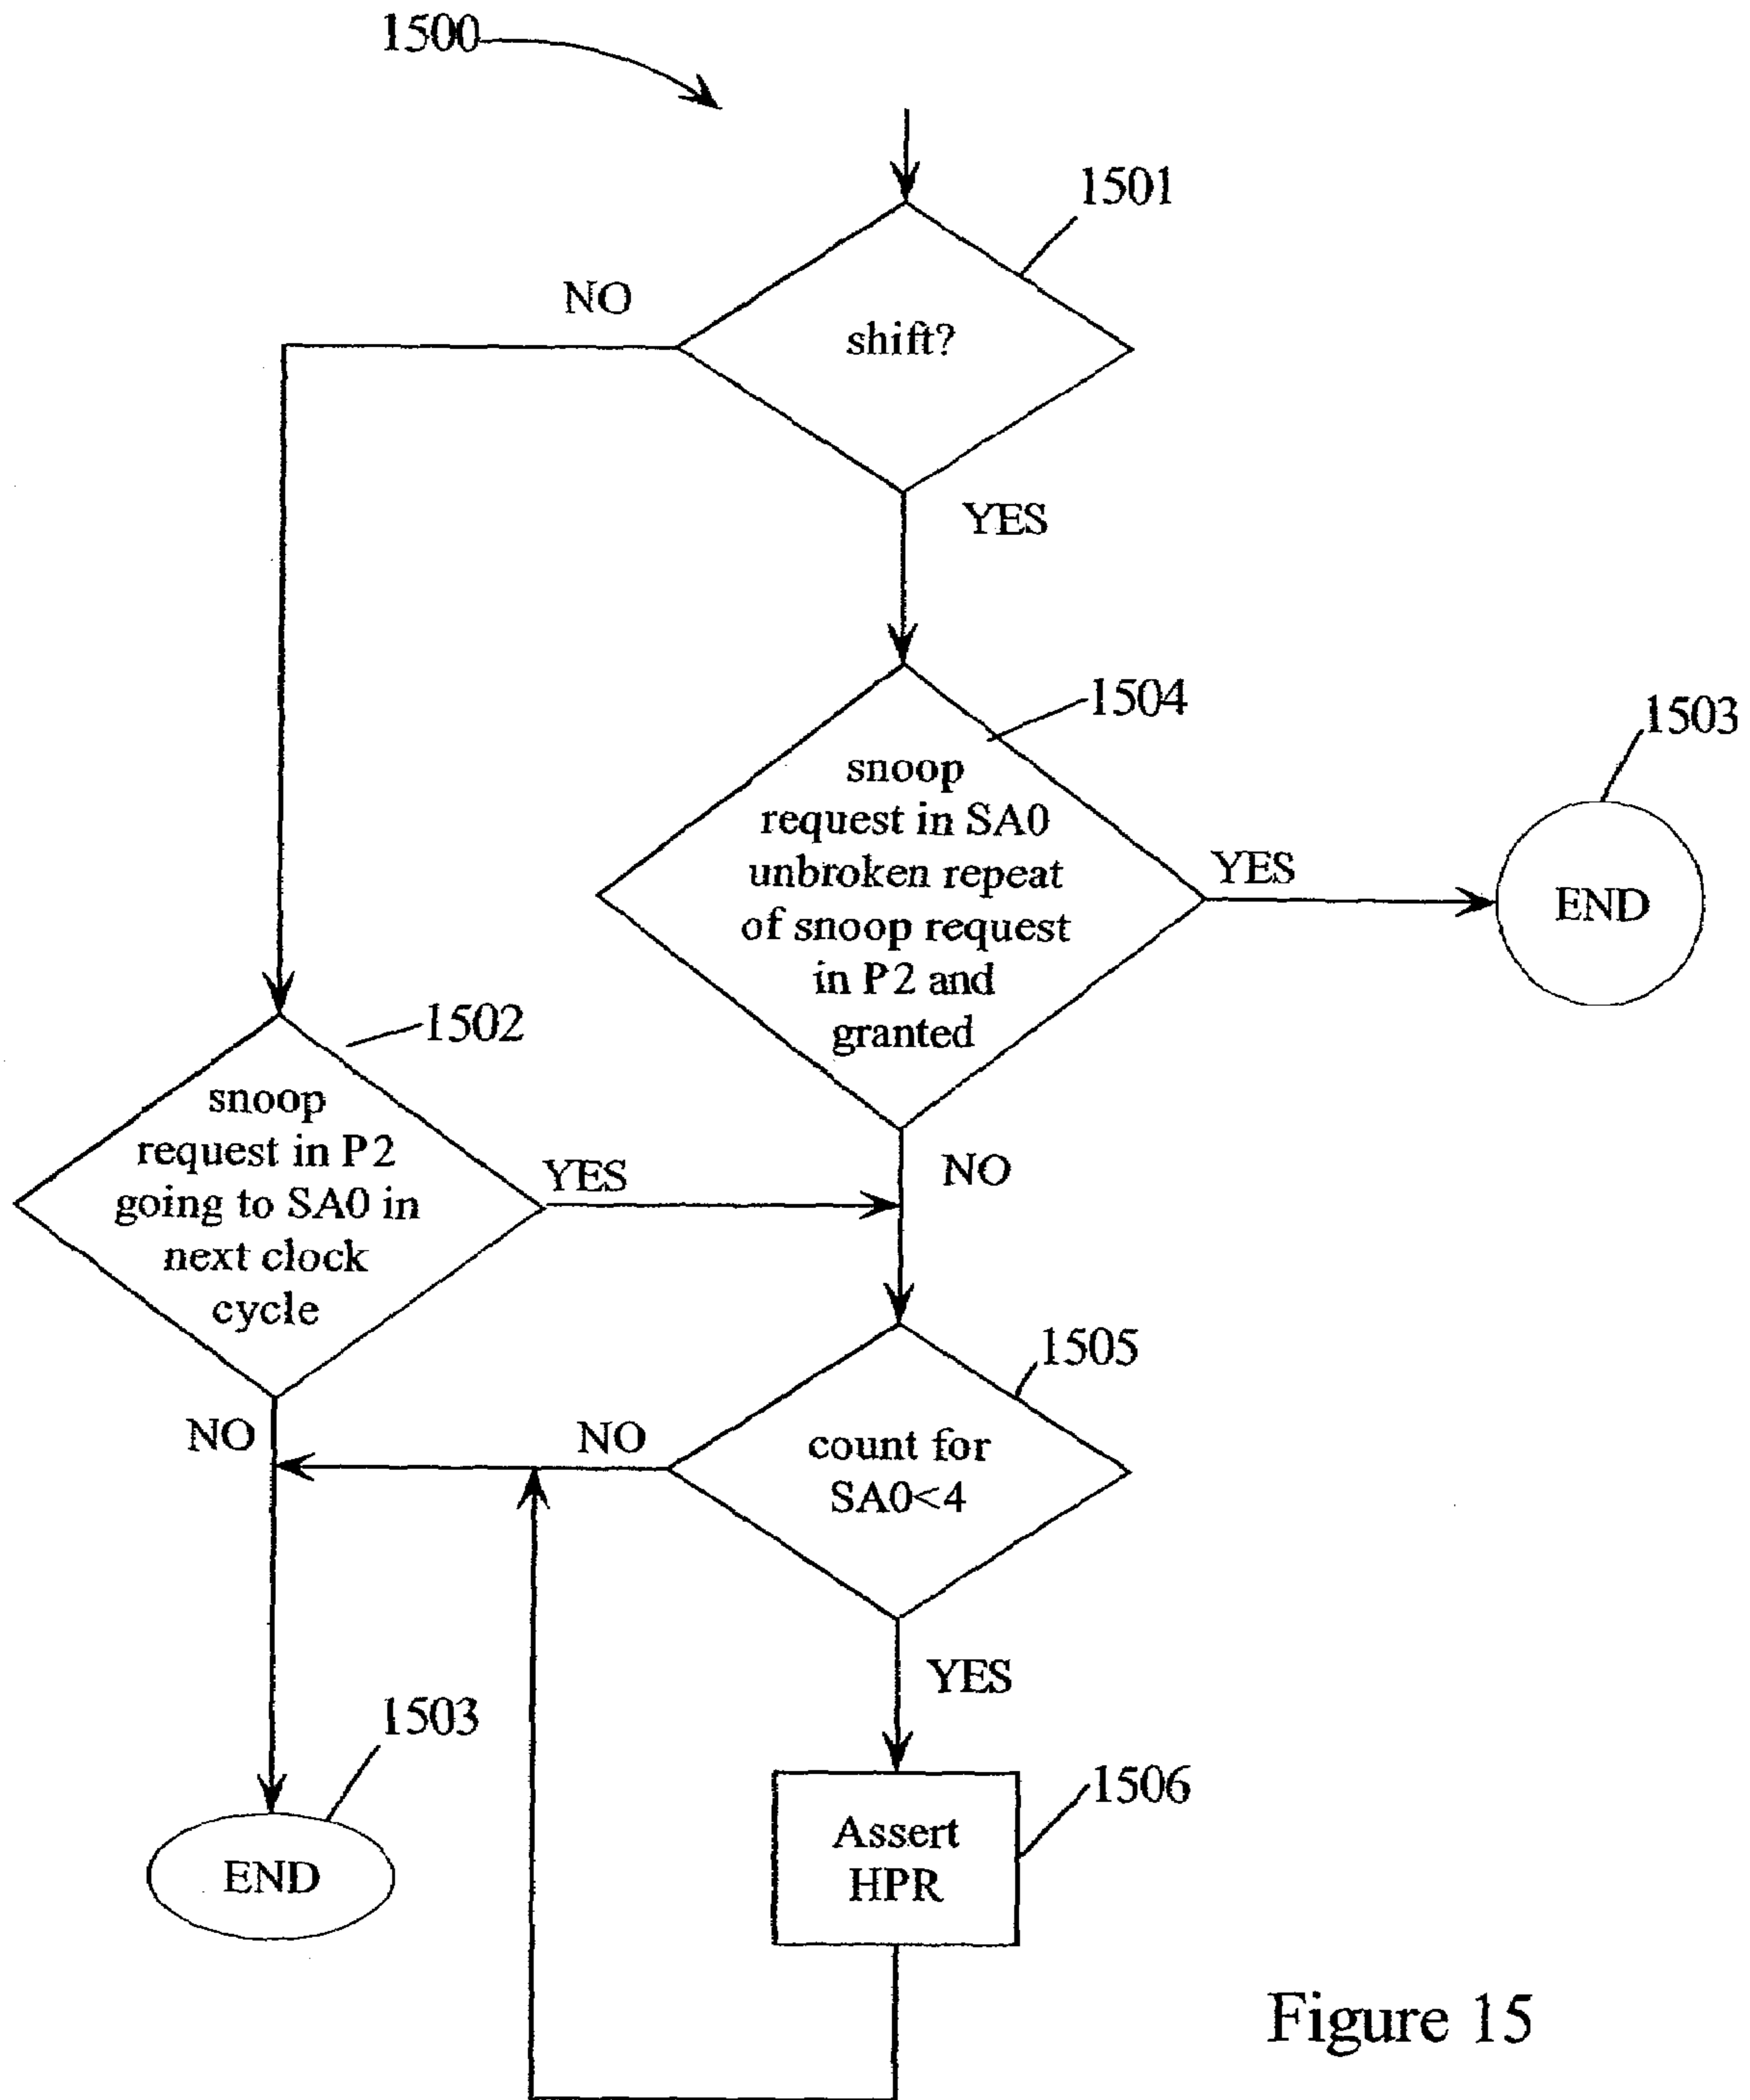 1500
1501
NO
shift?
YES
1504
1503
snoop
request in SA0
unbroken repeat
of snoop request
in P2 and
granted
YES
END
1502
snoop
request in P2
going to SA0 in
next clock
cycle
YES
NO
1505
NO
NO
count for
SA0<4
YES
1503
1506
END
Assert
HPR
Figure 15